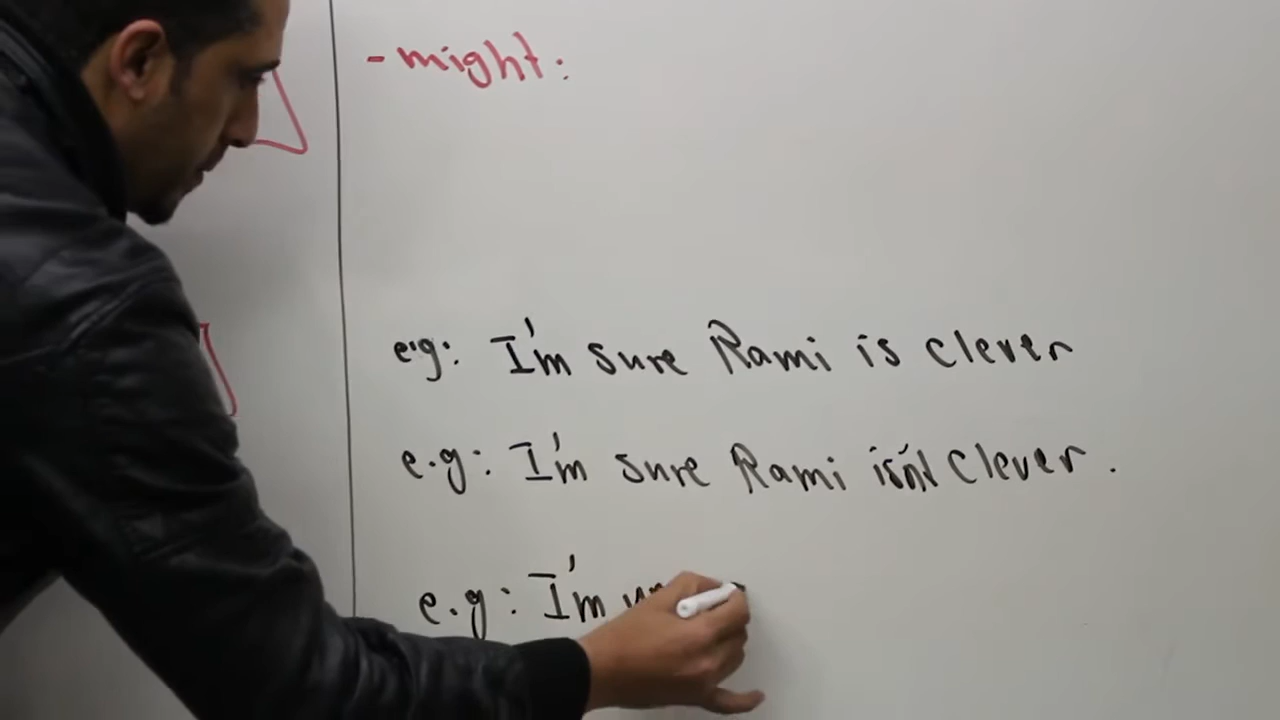 - might:
e.g: I'm sure Rami is clever
e.g: I'm sure Rami isn't clever.
e.g: I'm